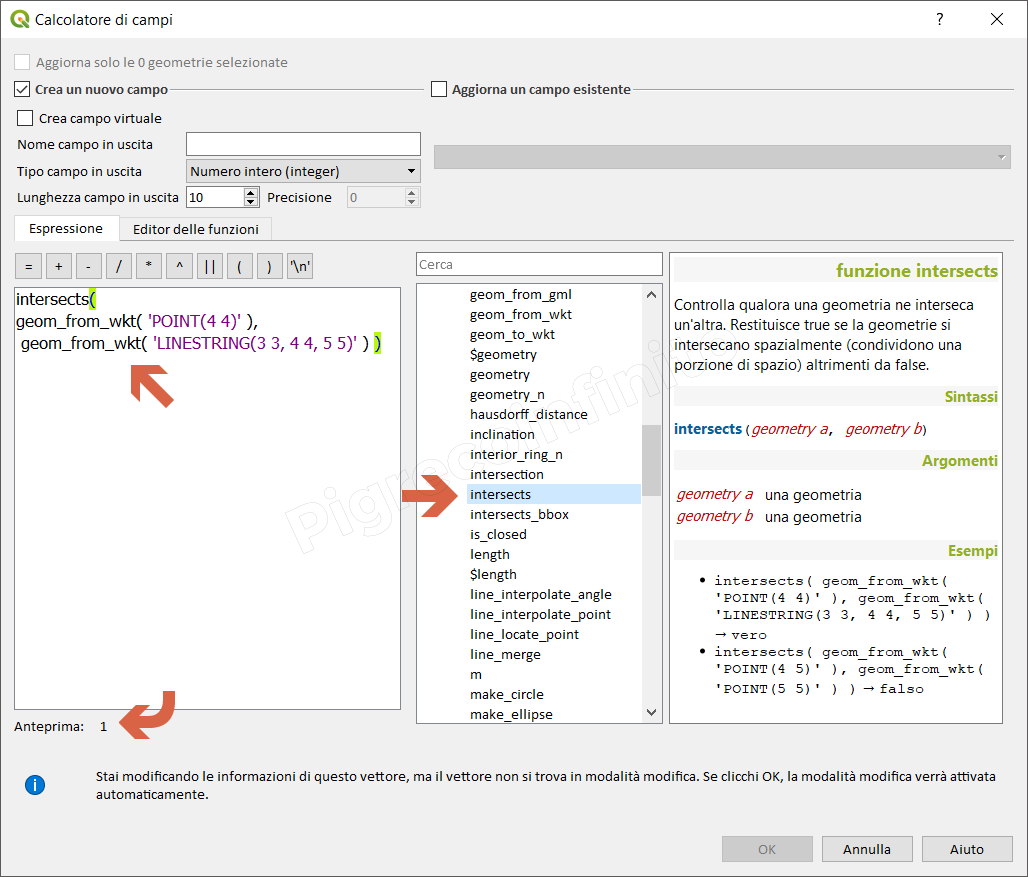 Calcolatore di campi
?
Aggiorna solo le 0 geometrie selezionate
Crea un nuovo campo
Aggiorna un campo esistente
Crea campo virtuale
Nome campo in uscita
Tipo campo in uscita
Numero intero (integer)
Lunghezza campo in uscita
10
Precisione
0
Espressione
Editor delle funzioni
= + - / * ^ || ( ) '\n'
intersects(
geom_from_wkt( 'POINT(4 4)' ),
geom_from_wkt( 'LINESTRING(3 3, 4 4, 5 5)' ) )
Anteprima: 1
Cerca
geom_from_gml
geom_from_wkt
geom_to_wkt
$geometry
geometry
geometry_n
hausdorff_distance
inclination
interior_ring_n
intersection
intersects
intersects_bbox
is_closed
length
$length
line_interpolate_angle
line_interpolate_point
line_locate_point
line_merge
m
make_circle
make_ellipse
funzione intersects
Controlla qualora una geometria ne interseca
un'altra. Restituisce true se la geometrie si
intersecano spazialmente (condividono una
porzione di spazio) altrimenti da false.
Sintassi
intersects(geometry a, geometry b)
Argomenti
geometry a una geometria
geometry b una geometria
Esempi
• intersects( geom_from_wkt(
'POINT(4 4)' ), geom_from_wkt(
'LINESTRING(3 3, 4 4, 5 5)' ) )
→ vero
• intersects( geom_from_wkt(
'POINT(4 5)' ), geom_from_wkt(
'POINT(5 5)' ) ) → falso
Pigrecoinfinito
Stai modificando le informazioni di questo vettore, ma il vettore non si trova in modalità modifica. Se clicchi OK, la modalità modifica verrà attivata
automaticamente.
OK
Annulla
Aiuto